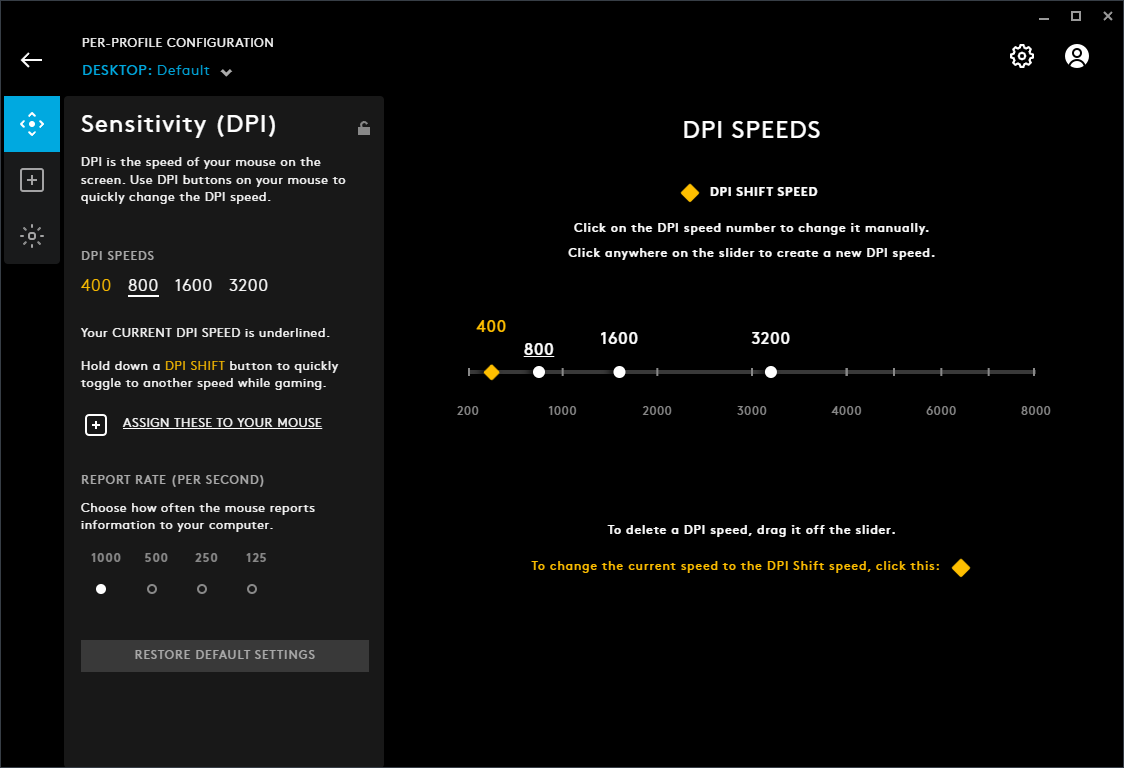 PER-PROFILE CONFIGURATION
DESKTOP: Default
Sensitivity (DPI)
DPI is the speed of your mouse on the
screen. Use DPI buttons on your mouse to
quickly change the DPI speed.
DPI SPEEDS
400 800 1600 3200
Your CURRENT DPI SPEED is underlined.
Hold down a DPI SHIFT button to quickly
toggle to another speed while gaming.
ASSIGN THESE TO YOUR MOUSE
REPORT RATE (PER SECOND)
Choose how often the mouse reports
information to your computer.
1000 500 250 125
RESTORE DEFAULT SETTINGS
DPI SPEEDS
DPI SHIFT SPEED
Click on the DPI speed number to change it manually.
Click anywhere on the slider to create a new DPI speed.
400 800 1600 3200
200 1000 2000 3000 4000 6000 8000
To delete a DPI speed, drag it off the slider.
To change the current speed to the DPI Shift speed, click this: